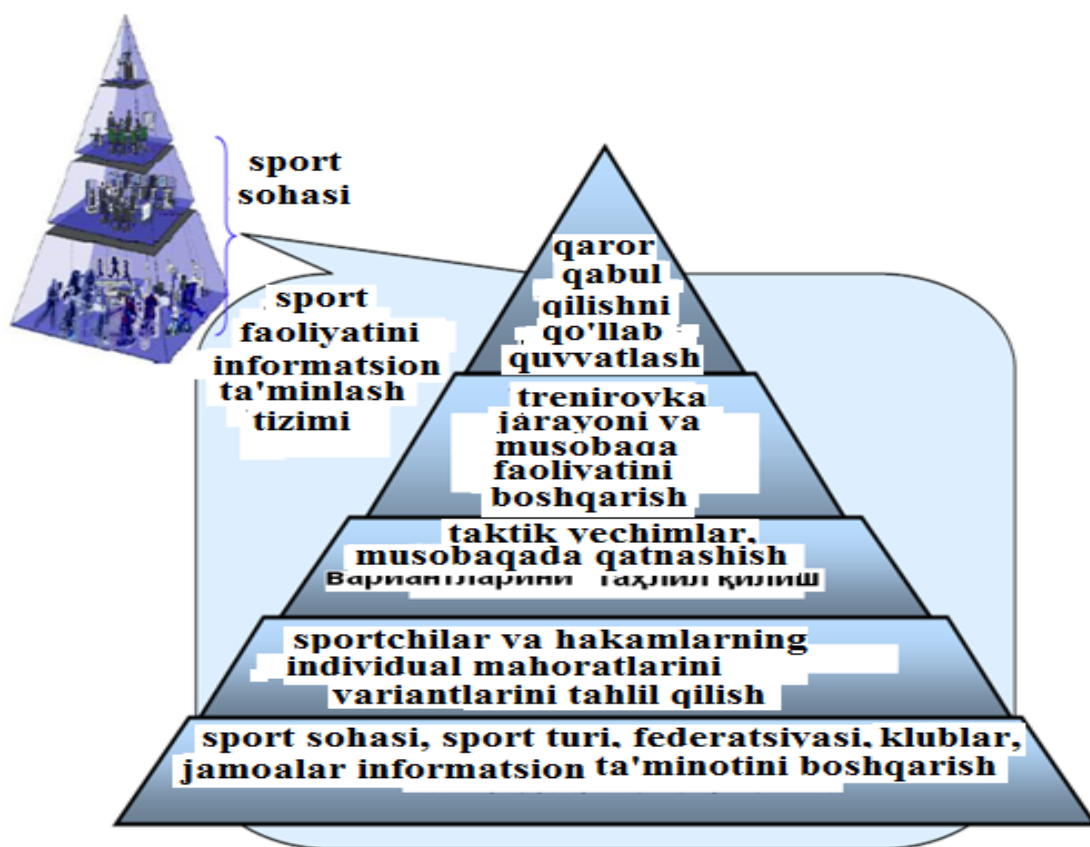 sport
sohasi
sport
faoliyatini
informatsion
ta'minlash
tizimi
qaror
qabul
qilishni
qo'llab
quvvatlash
trenirovka
jarayoni va
musobaqa
faoliyatini
boshqarish
taktik yechimlar,
musobaqada qatnashish
вариантларини таҳлил қилиш
sportchilar va hakamlarning
individual mahoratlarini
variantlarini tahlil qilish
sport sohasi, sport turi, federatsiyasi, klublar,
jamoalar informatsion ta'minotini boshqarish